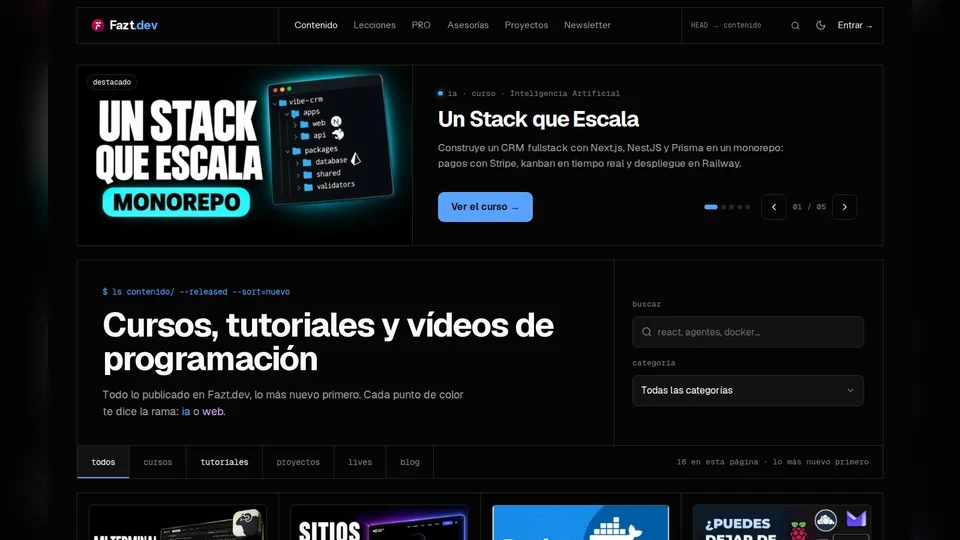 Fazt.dev
Contenido
Lecciones
PRO
Asesorías
Proyectos
Newsletter
HEAD → contenido
Entrar →
destacado
UN STACK
QUE ESCALA
MONOREPO
vibe-crm
apps
web
api
packages
database
shared
validators
ia · curso · Inteligencia Artificial
Un Stack que Escala
Construye un CRM fullstack con Next.js, NestJS y Prisma en un monorepo:
pagos con Stripe, kanban en tiempo real y despliegue en Railway.
Ver el curso →
01 / 05
$ ls contenido/ --released --sort=nuevo
Cursos, tutoriales y vídeos de
programación
Todo lo publicado en Fazt.dev, lo más nuevo primero. Cada punto de color
te dice la rama: ia o web.
buscar
react, agentes, docker…
categoría
Todas las categorías
todos
cursos
tutoriales
proyectos
lives
blog
16 en esta página · lo más nuevo primero
MI TERMINAL
SITIOS
¿PUEDES
DEJAR DE